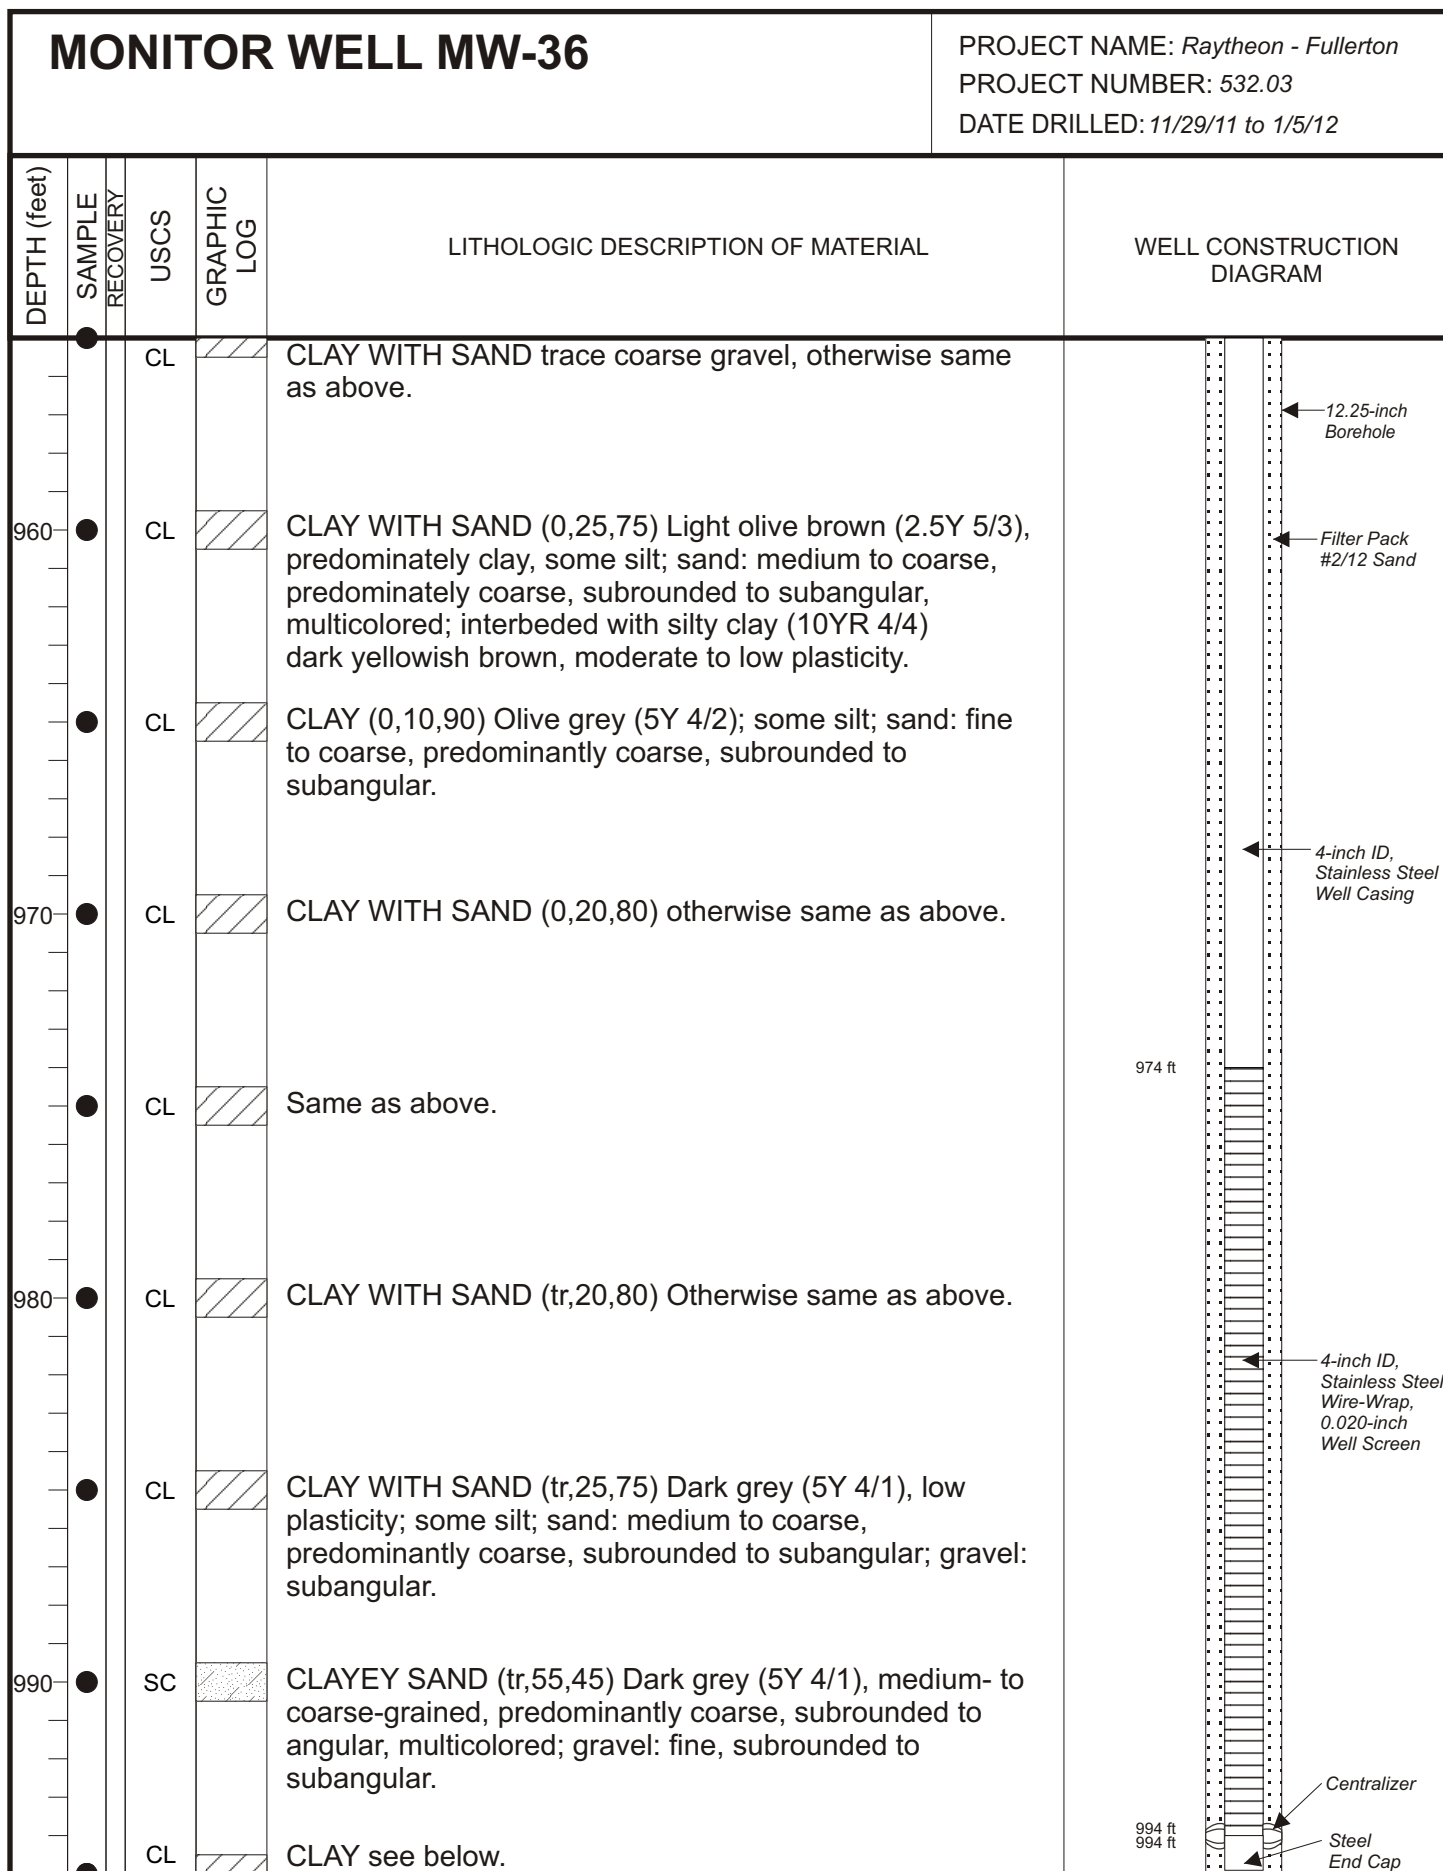 MONITOR WELL MW-36
PROJECT NAME: Raytheon - Fullerton
PROJECT NUMBER: 532.03
DATE DRILLED: 11/29/11 to 1/5/12
DEPTH (feet)
SAMPLE
RECOVERY
USCS
GRAPHIC
LOG
LITHOLOGIC DESCRIPTION OF MATERIAL
WELL CONSTRUCTION
DIAGRAM
CL
CLAY WITH SAND trace coarse gravel, otherwise same
as above.
12.25-inch
Borehole
960
CL
CLAY WITH SAND (0,25,75) Light olive brown (2.5Y 5/3),
predominately clay, some silt; sand: medium to coarse,
predominately coarse, subrounded to subangular,
multicolored; interbeded with silty clay (10YR 4/4)
dark yellowish brown, moderate to low plasticity.
Filter Pack
#2/12 Sand
CL
CLAY (0,10,90) Olive grey (5Y 4/2); some silt; sand: fine
to coarse, predominantly coarse, subrounded to
subangular.
4-inch ID,
Stainless Steel
Well Casing
970
CL
CLAY WITH SAND (0,20,80) otherwise same as above.
974 ft
CL
Same as above.
980
CL
CLAY WITH SAND (tr,20,80) Otherwise same as above.
4-inch ID,
Stainless Steel
Wire-Wrap,
0.020-inch
Well Screen
CL
CLAY WITH SAND (tr,25,75) Dark grey (5Y 4/1), low
plasticity; some silt; sand: medium to coarse,
predominantly coarse, subrounded to subangular; gravel:
subangular.
990
SC
CLAYEY SAND (tr,55,45) Dark grey (5Y 4/1), medium- to
coarse-grained, predominantly coarse, subrounded to
angular, multicolored; gravel: fine, subrounded to
subangular.
Centralizer
994 ft
994 ft
Steel
End Cap
CL
CLAY see below.